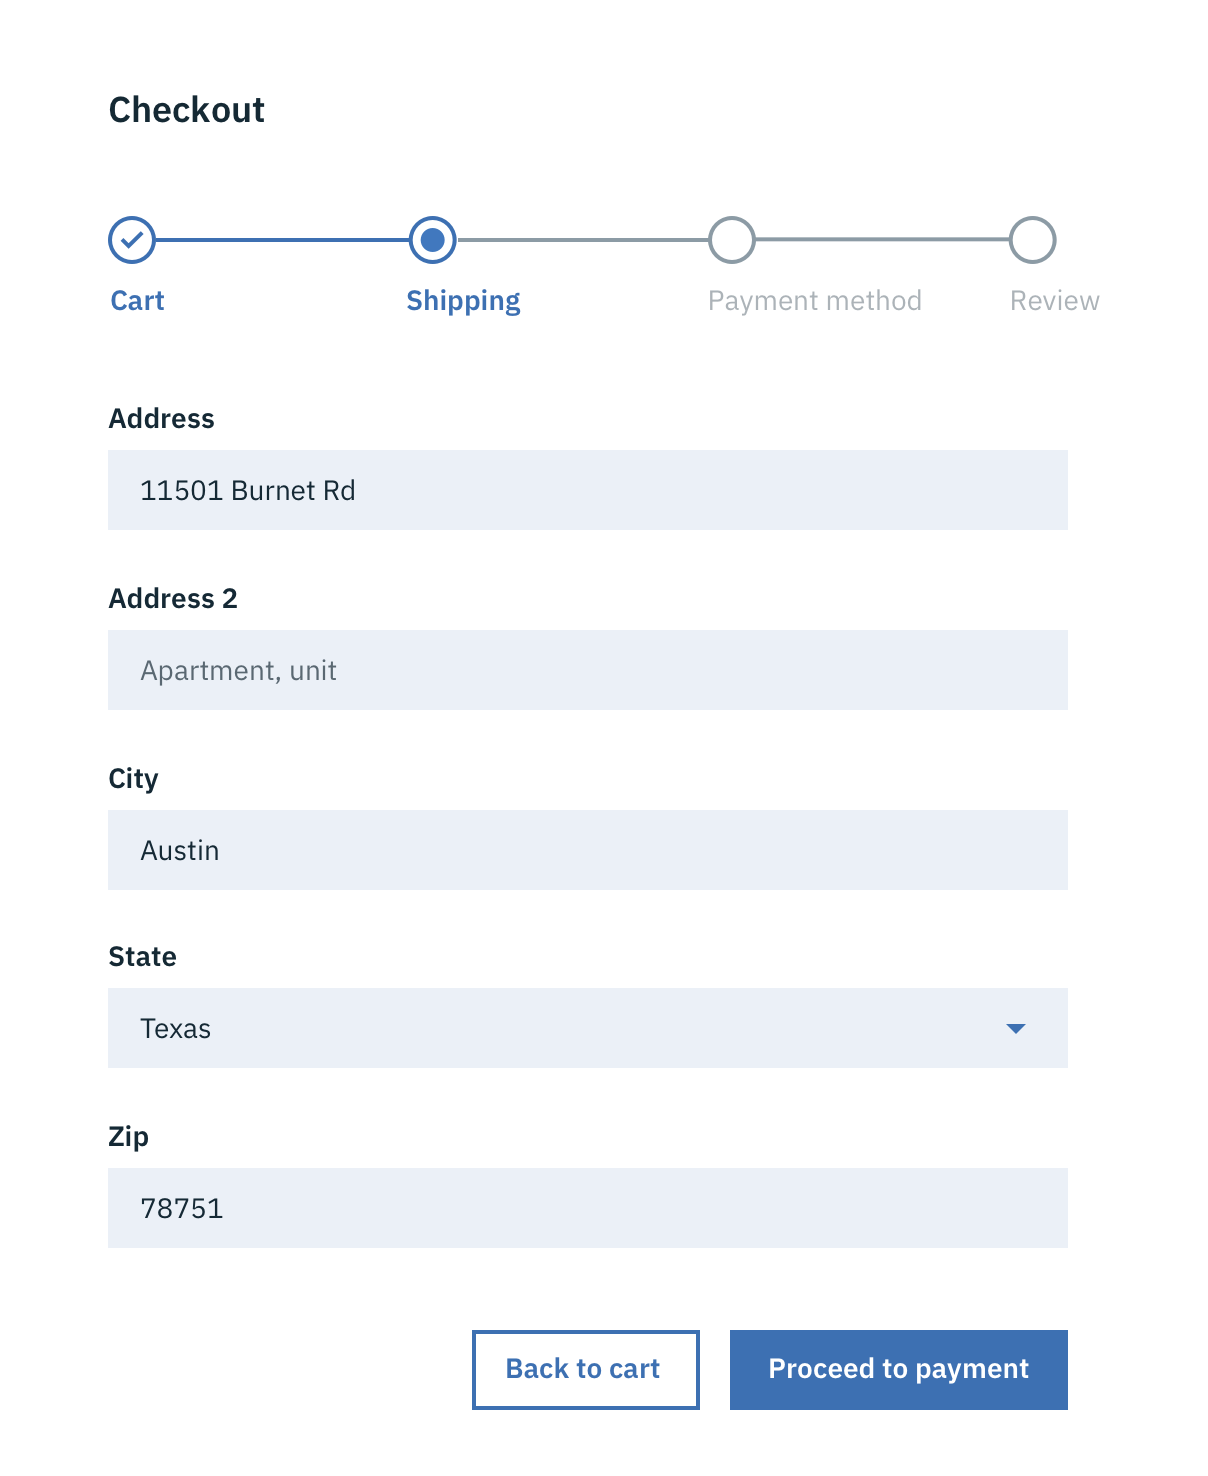 Checkout
Cart Shipping Payment method Review
Address
11501 Burnet Rd
Address 2
Apartment, unit
City
Austin
State
Texas
Zip
78751
Back to cart Proceed to payment